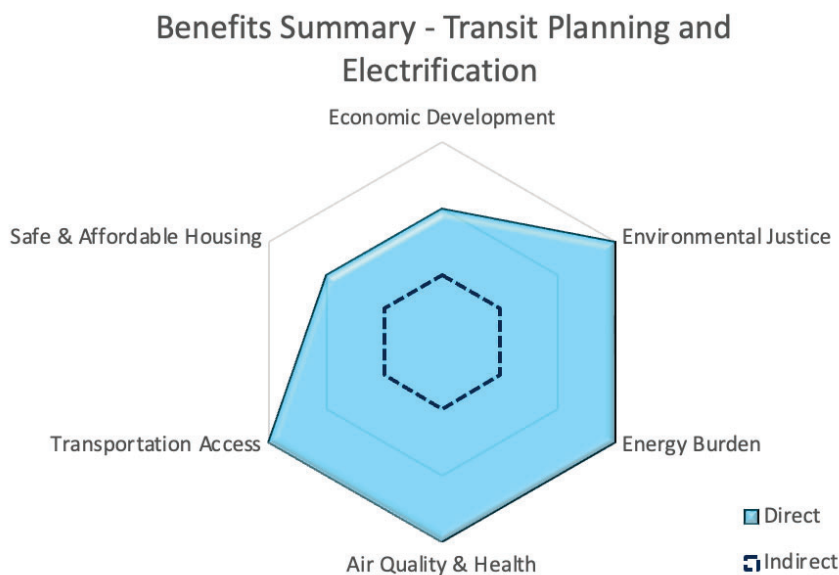 Benefits Summary - Transit Planning and
Electrification
Economic Development
Safe & Affordable Housing
Environmental Justice
Transportation Access
Energy Burden
Air Quality & Health
Direct
Indirect